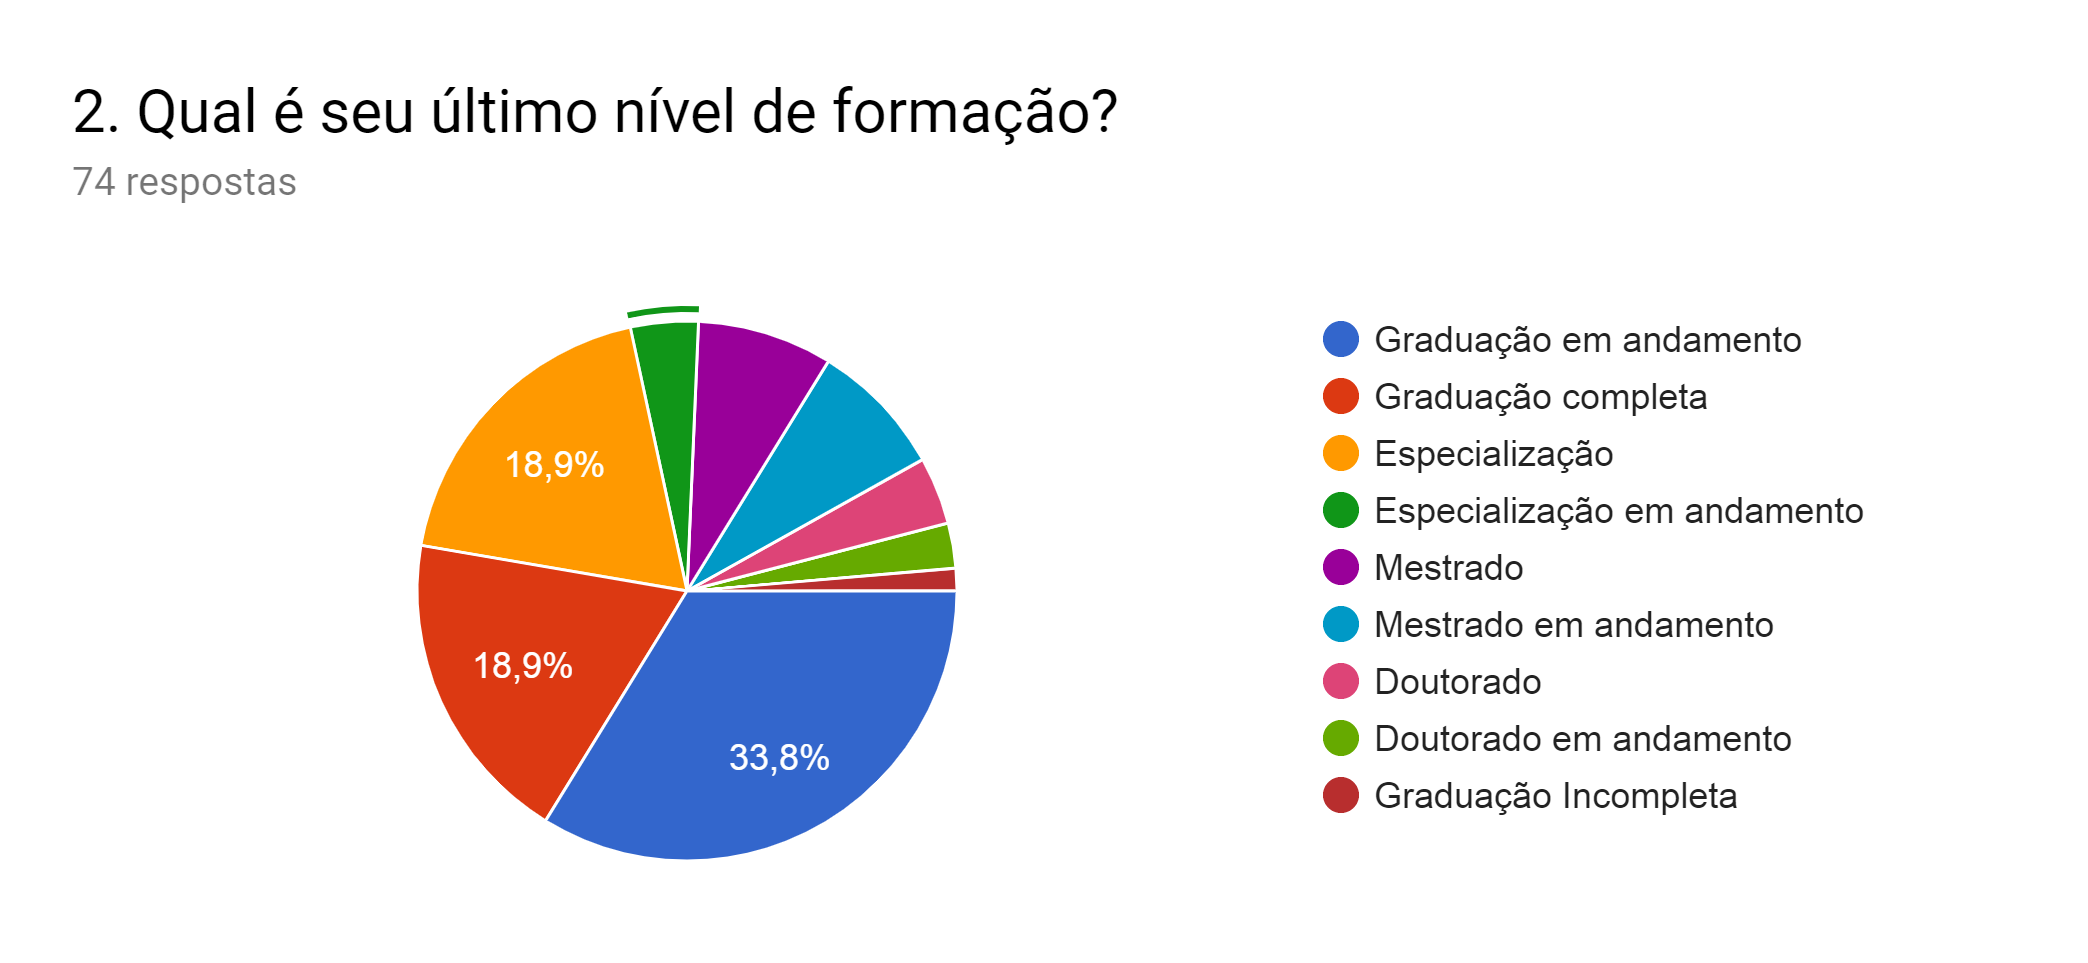 2. Qual é seu último nível de formação?
74 respostas
18,9%
18,9%
33,8%
Graduação em andamento
Graduação completa
Especialização
Especialização em andamento
Mestrado
Mestrado em andamento
Doutorado
Doutorado em andamento
Graduação Incompleta